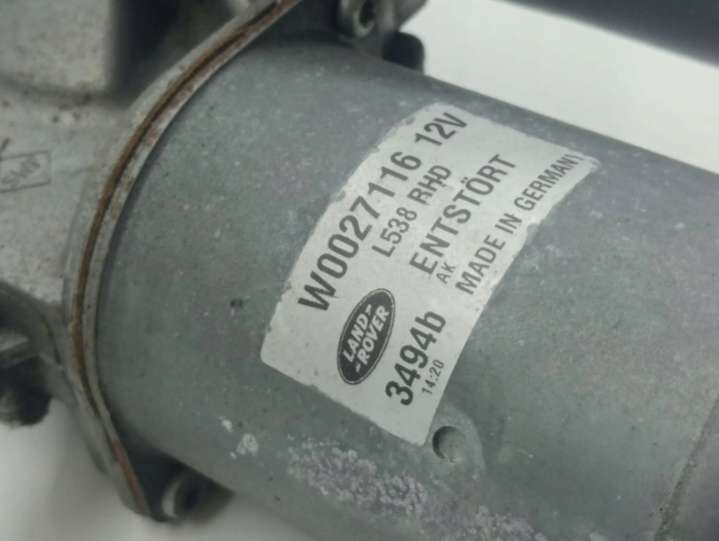 W0027116 12V
L538 RHD
ENTSTÖRT
AK
MADE IN GERMANY
LAND-
-ROVER
3494b
14:20